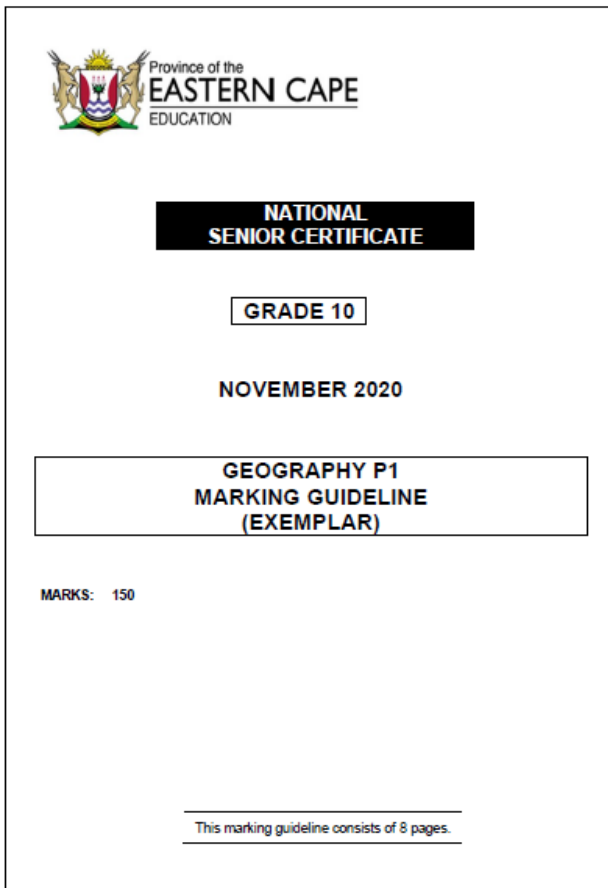 Province of the
EASTERN CAPE
EDUCATION
NATIONAL
SENIOR CERTIFICATE
GRADE 10
NOVEMBER 2020
GEOGRAPHY P1
MARKING GUIDELINE
(EXEMPLAR)
MARKS: 150
This marking guideline consists of 8 pages.